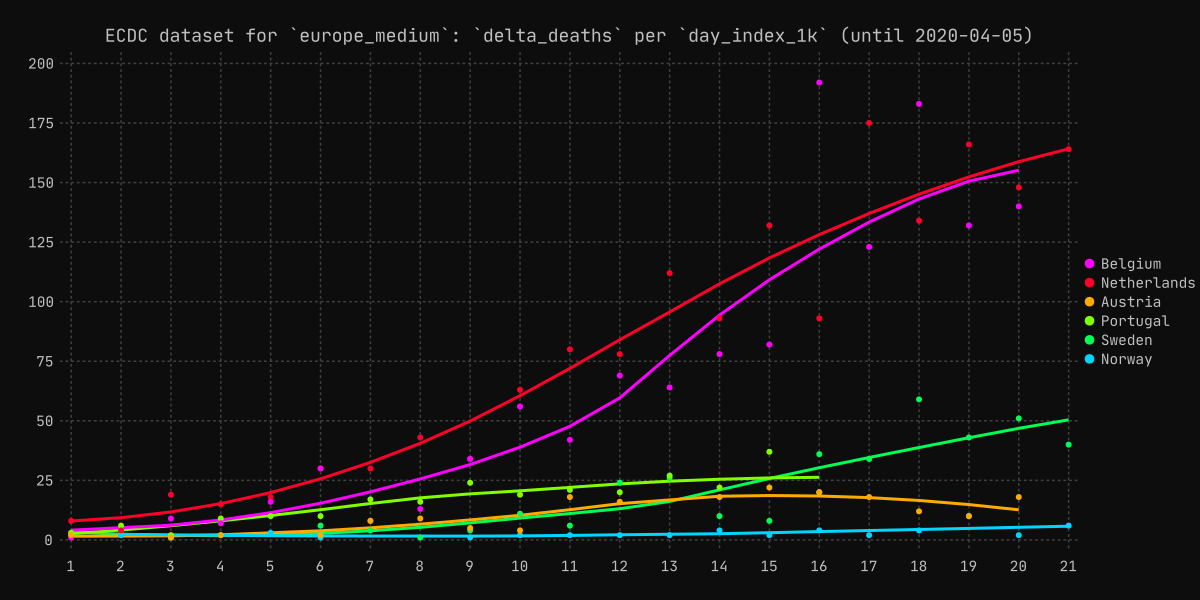 ECDC dataset for `europe_medium`: `delta_deaths` per `day_index_1k` (until 2020-04-05)
200
175
150
125
100
75
50
25
0
1 2 3 4 5 6 7 8 9 10 11 12 13 14 15 16 17 18 19 20 21
Belgium
Netherlands
Austria
Portugal
Sweden
Norway